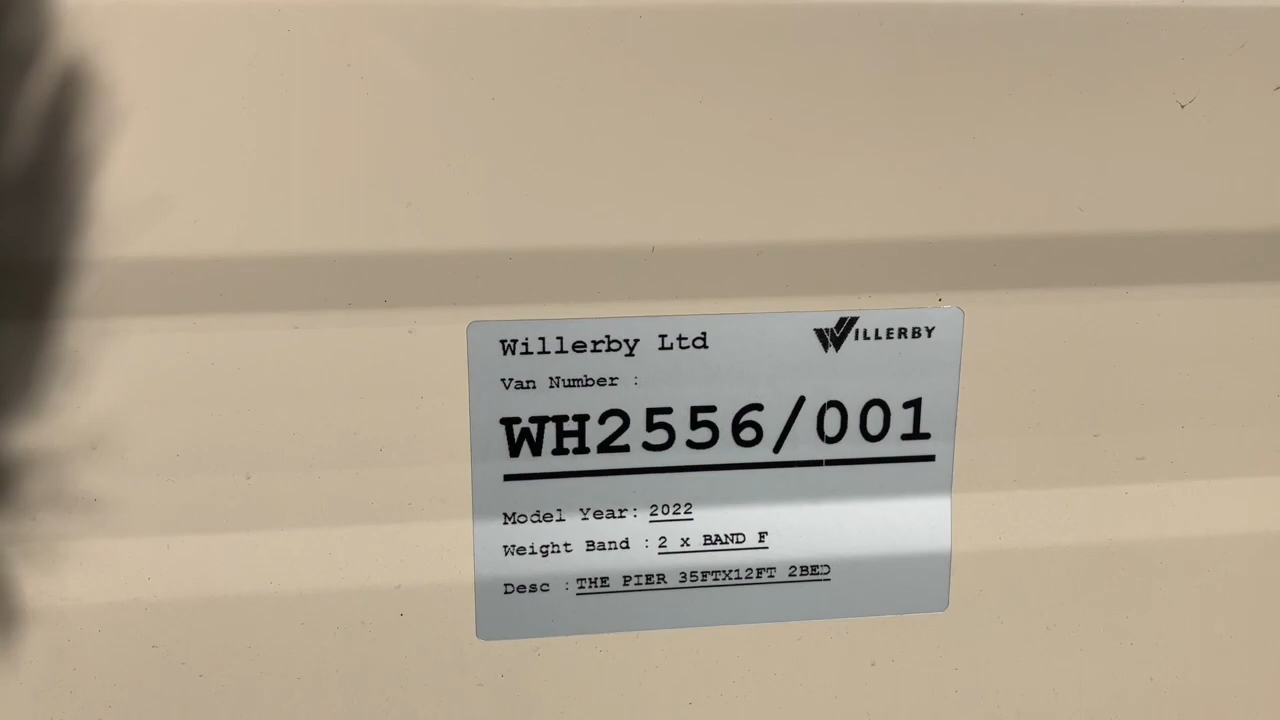 Willerby Ltd
WILLERBY
Van Number :
WH2556/001
Model Year: 2022
Weight Band : 2 x BAND F
Desc : THE PIER 35FTX12FT 2BED